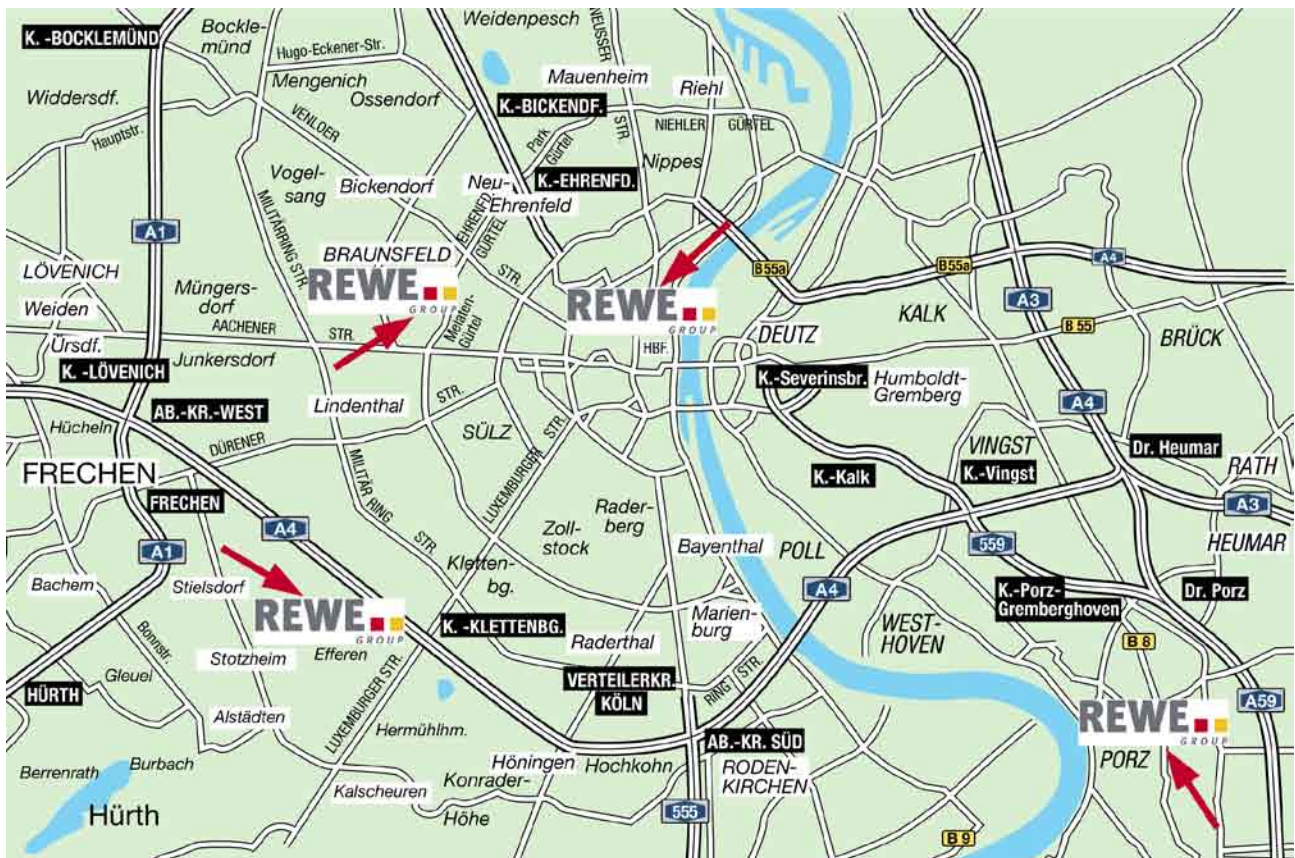 K. -BOCKLEMÜND
Bockle-
münd
Weidenpesch
NEUSSER
Hugo-Eckener-Str.
Mengenich
Ossendorf
Mauenheim
Riehl
Widdersdf.
Hauptstr.
VENLOER
K.-BICKENDF.
STR.
NIEHLER
GÜRTEL
Park
Gürtel
Nippes
Vogel-
sang
Bickendorf
Neu-
Ehrenfeld
K.-EHRENFD.
MILITÄRRING STR.
EHRENFD.
GÜRTEL
A1
BRAUNSFELD
REWE
GROUP
STR.
REWE
GROUP
B55a
B55a
A4
LÖVENICH
Weiden
Ürsdf.
Müngers-
dorf
AACHENER
STR.
Junkersdorf
Melaten-
Gürtel
HBF.
DEUTZ
KALK
A3
B 55
BRÜCK
K. -LÖVENICH
AB.-KR.-WEST
Lindenthal
STR.
K.-Severinsbr.
Humboldt-
Gremberg
A4
Hücheln
DÜRENER
SÜLZ
STR.
VINGST
Dr. Heumar
FRECHEN
FRECHEN
MILITÄR RING
STR.
LUXEMBURGER
K.-Kalk
K.-Vingst
RATH
A3
HEUMAR
A4
A1
Rader-
berg
Zoll-
stock
Bayenthal
POLL
559
Bachem
Stielsdorf
Kletten-
bg.
A4
K.-Porz-
Gremberghoven
Dr. Porz
REWE
GROUP
K. -KLETTENBG.
Marien-
burg
WEST-
HOVEN
B 8
Bonnstr.
Gleuel
Stotzheim
Efferen
Raderthal
RING
STR.
HÜRTH
VERTEILERKR.
KÖLN
A59
Alstädten
LUXEMBURGER STR.
Hermühlhm.
REWE
GROUP
AB.-KR. SÜD
Berrenrath
Burbach
Höningen
Hochkohn
RODEN-
KIRCHEN
PORZ
Kalscheuren
Konrader-
Höhe
Hürth
555
B 9